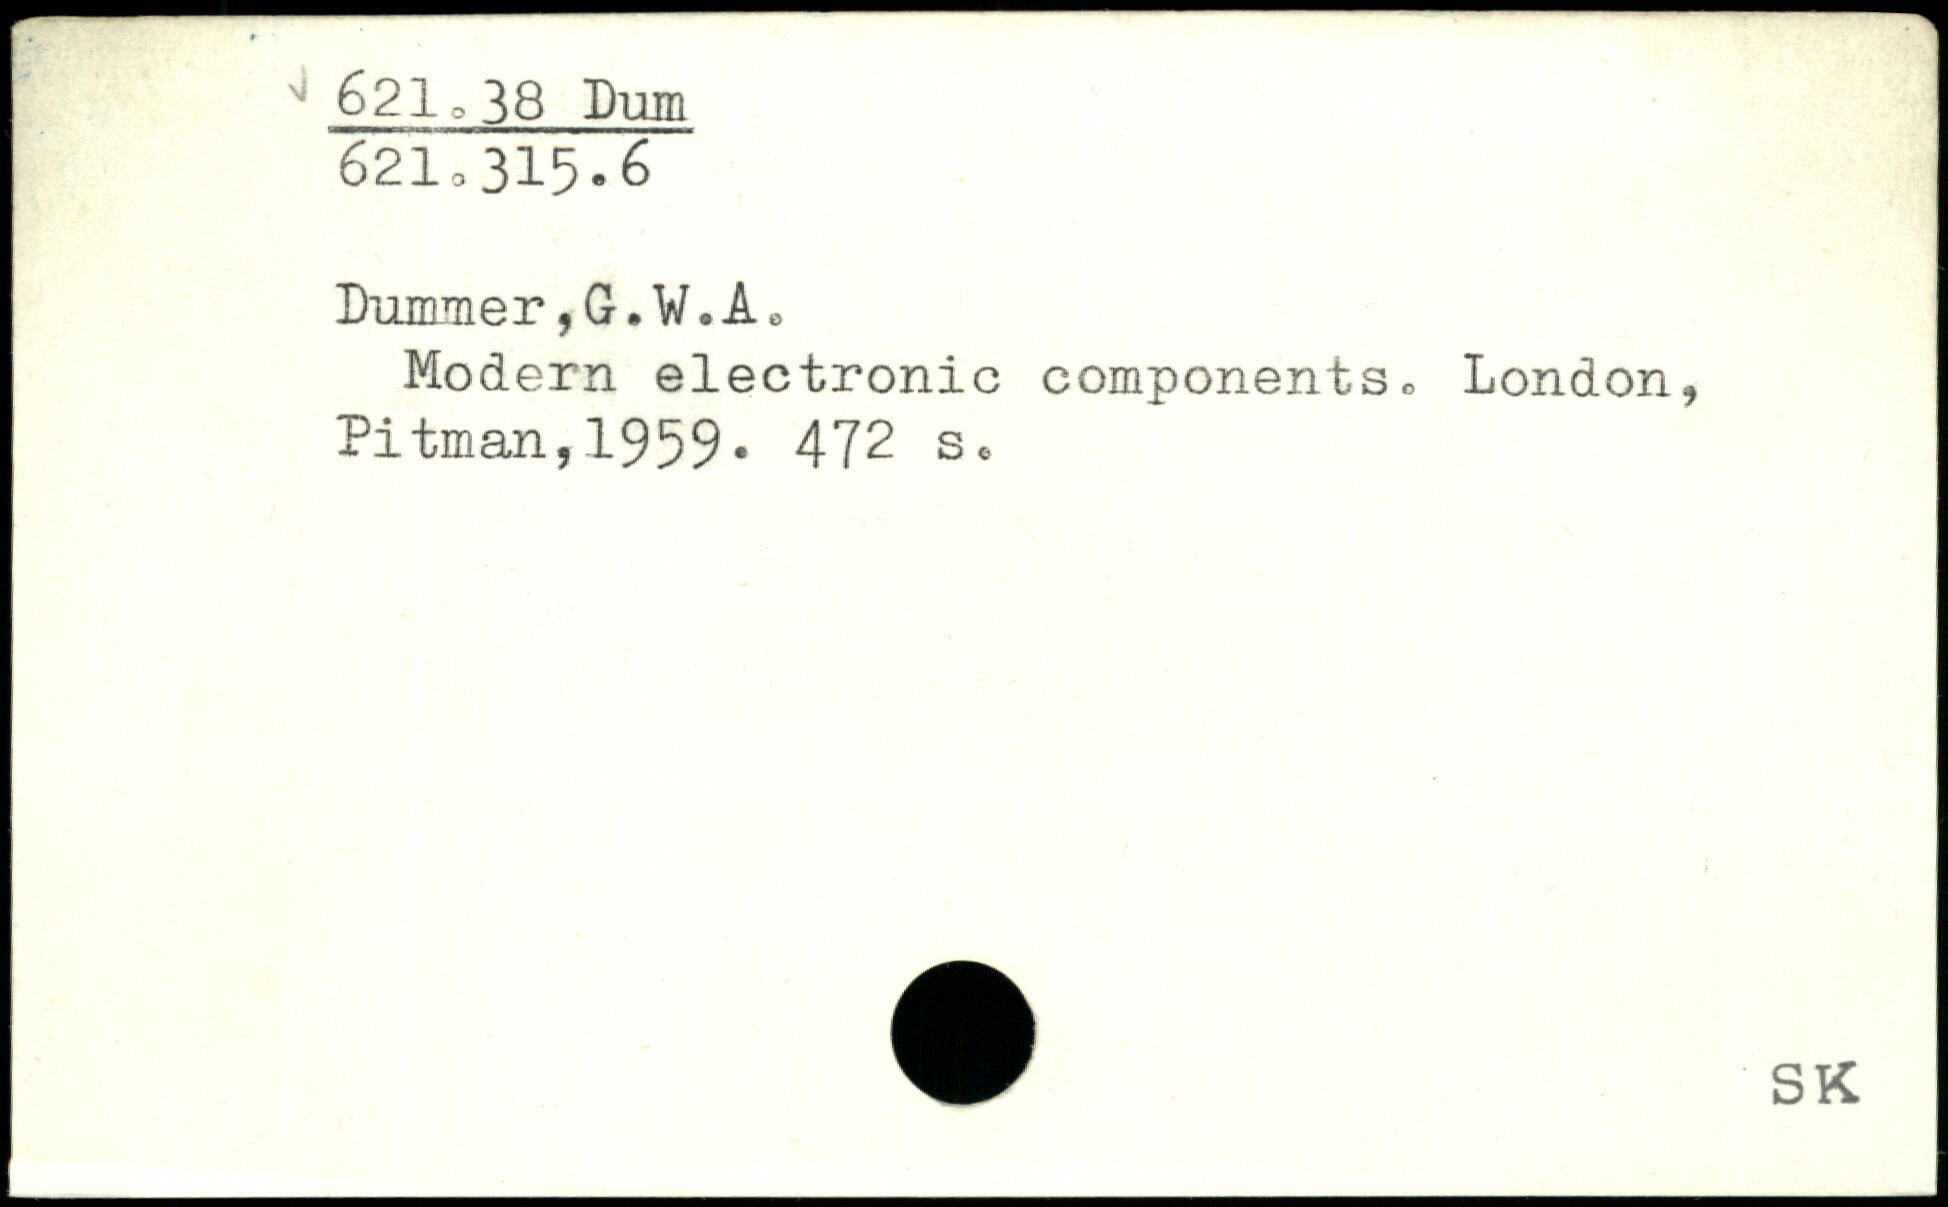 621.38 Dum
621.315.6
Dummer,G.W.A.
Modern electronic components. London,
Pitman,1959. 472 s.
SK